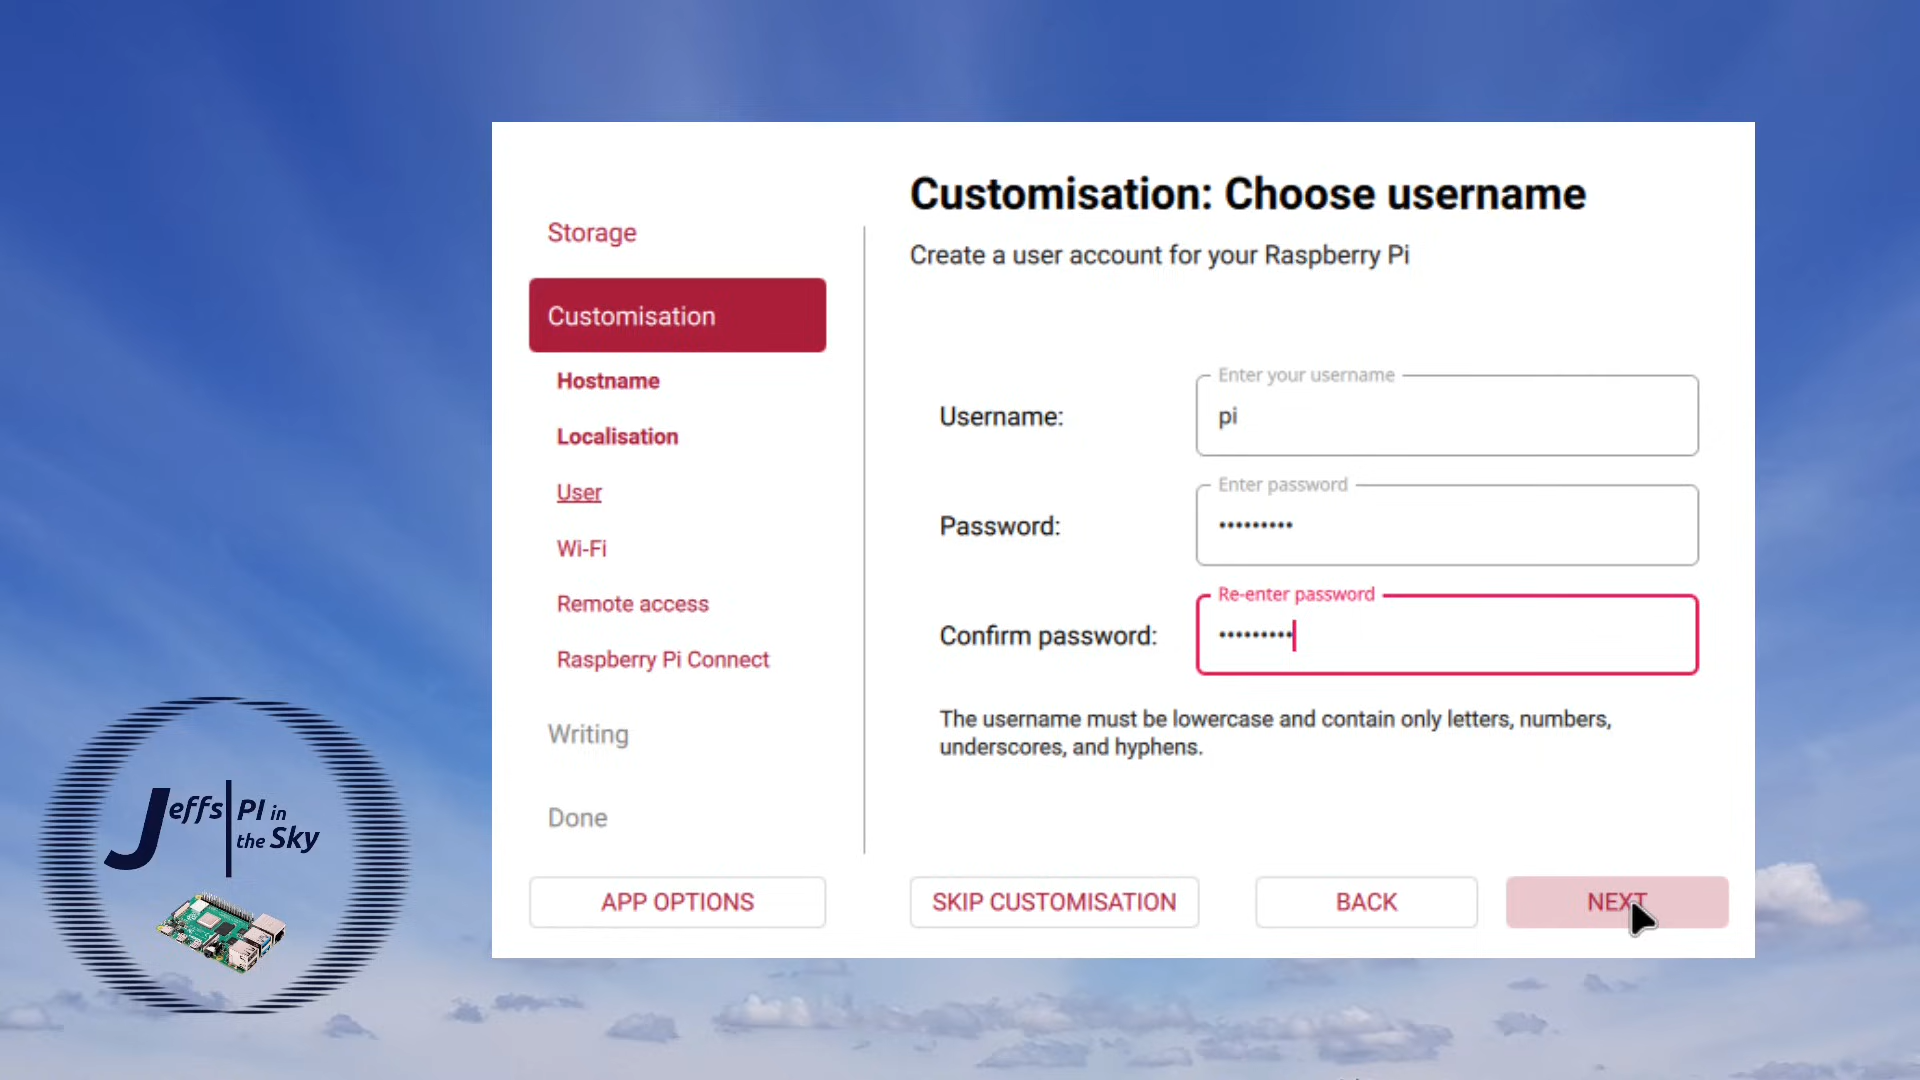 Customisation: Choose username
Create a user account for your Raspberry Pi
Storage
Customisation
Hostname
Localisation
User
Wi-Fi
Remote access
Raspberry Pi Connect
Writing
Done
Enter your username
Username:
pi
Enter password
Password:
•••••••••
Re-enter password
Confirm password:
•••••••••
The username must be lowercase and contain only letters, numbers,
underscores, and hyphens.
APP OPTIONS
SKIP CUSTOMISATION
BACK
NEXT
Jeffs PI in
the Sky